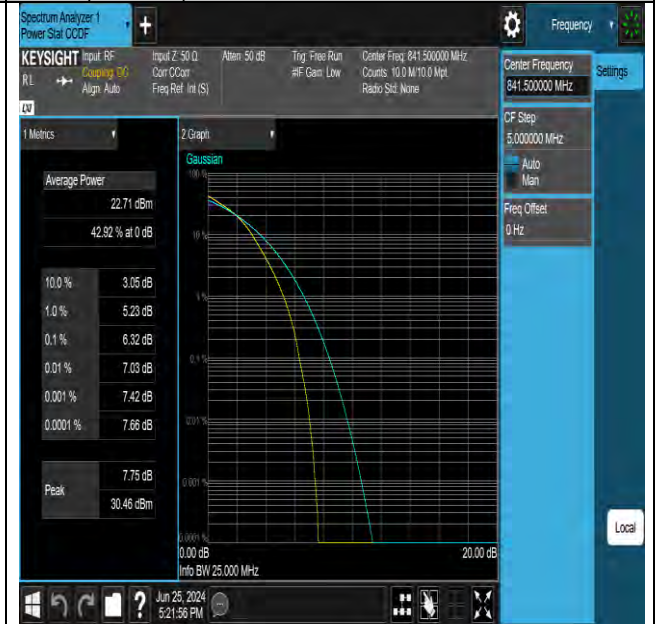 Spectrum Analyzer 1
Power Stat CCDF
+
Frequency
KEYSIGHT
RL
Input: RF
Coupling: DC
Align: Auto
Input Z: 50 Ω
Corr CCorr
Freq Ref: Int (S)
Atten: 50 dB
Trig: Free Run
#IF Gain: Low
Center Freq: 841.500000 MHz
Counts: 10.0 M/10.0 Mpt
Radio Std: None
Center Frequency
841.500000 MHz
Settings
CF Step
5.000000 MHz
Auto
Man
Freq Offset
0 Hz
1 Metrics
Average Power
22.71 dBm
42.92 % at 0 dB
10.0 % 3.05 dB
1.0 % 5.23 dB
0.1 % 6.32 dB
0.01 % 7.03 dB
0.001 % 7.42 dB
0.0001 % 7.66 dB
Peak
7.75 dB
30.46 dBm
2 Graph
Gaussian
100 %
10 %
1 %
0.1 %
0.01 %
0.001 %
0.0001 %
0.00 dB
20.00 dB
Info BW 25.000 MHz
Local
?
Jun 25, 2024
5:21:56 PM